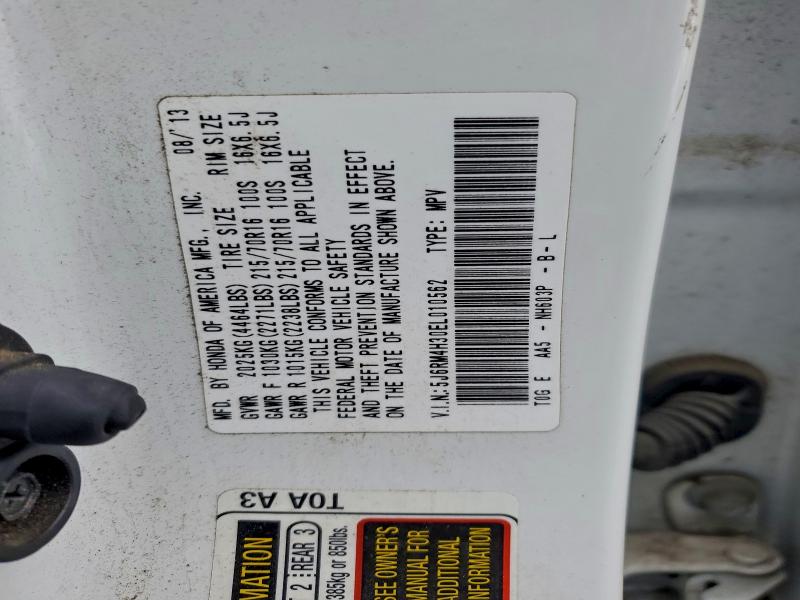 MFD. BY HONDA OF AMERICA MFG., INC. 08/'13
GVWR 2025KG(4464LBS) TIRE SIZE RIM SIZE
GAWR F 1030KG(2271LBS) 215/70R16 100S 16X6.5J
GAWR R 1015KG(2238LBS) 215/70R16 100S 16X6.5J
THIS VEHICLE CONFORMS TO ALL APPLICABLE
FEDERAL MOTOR VEHICLE SAFETY
AND THEFT PREVENTION STANDARDS IN EFFECT
ON THE DATE OF MANUFACTURE SHOWN ABOVE.
V.I.N.:5J6RM4H30EL010562 TYPE: MPV
T0G E AA5 - NH603P - B - L
T0A A3
MATION
2 REAR 3
385kg or 850lbs.
SEE OWNER'S
MANUAL FOR
ADDITIONAL
INFORMATION